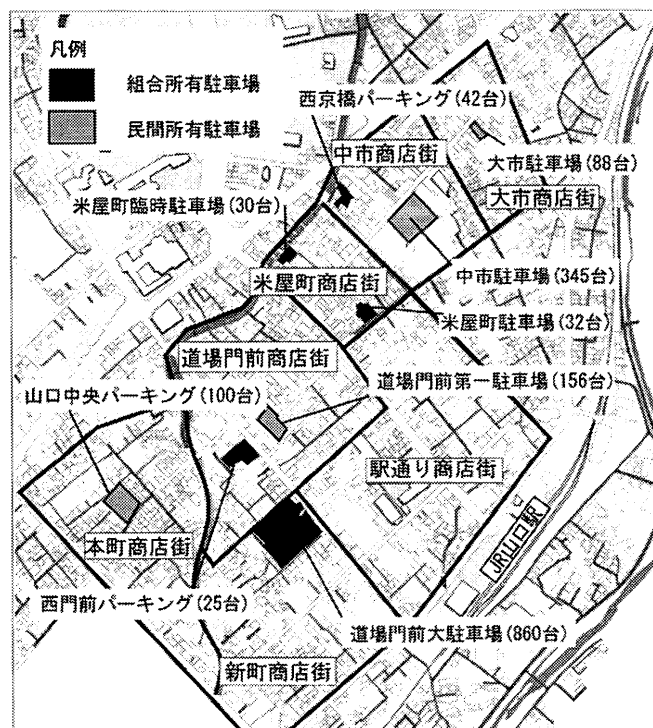 凡例
組合所有駐車場
民間所有駐車場
西京橋パーキング(42台)
中市商店街
大市駐車場(88台)
大市商店街
米屋町臨時駐車場(30台)
米屋町商店街
中市駐車場(345台)
米屋町駐車場(32台)
道場門前商店街
道場門前第一駐車場(156台)
山口中央パーキング(100台)
駅通り商店街
JR山口駅
本町商店街
西門前パーキング(25台)
道場門前大駐車場(860台)
新町商店街